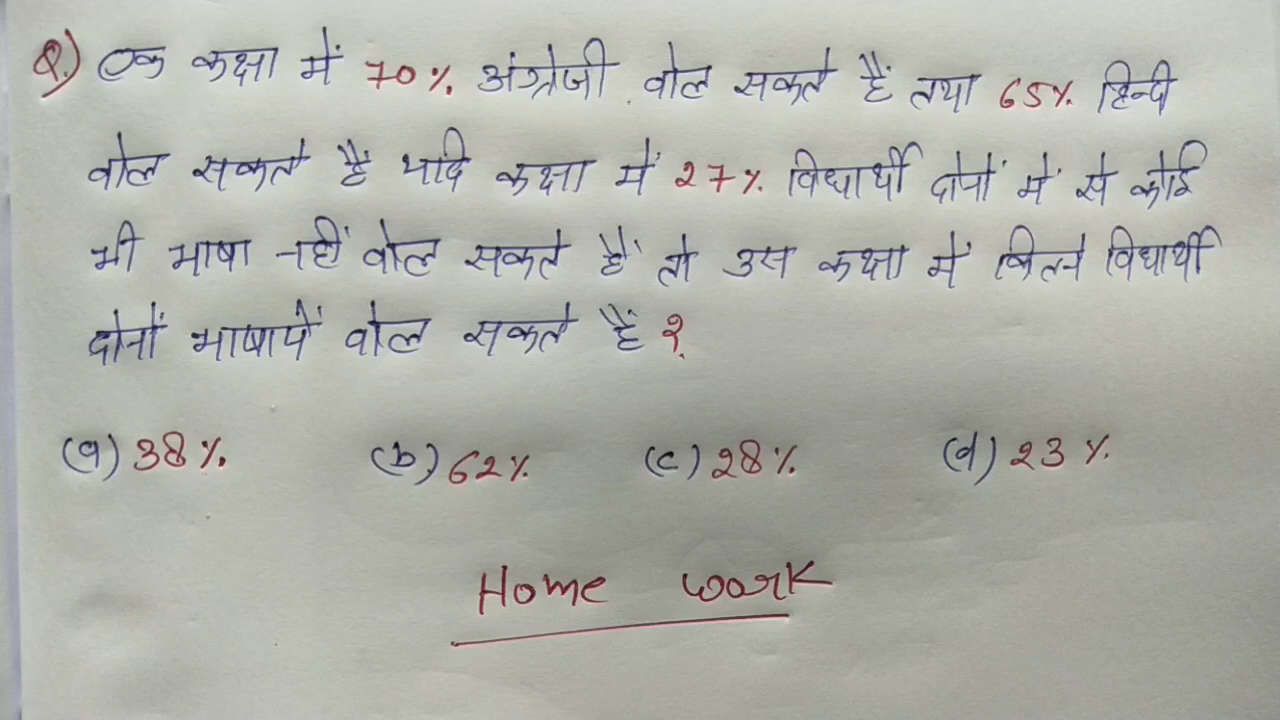 Q.) एक कक्षा में 70%. अंग्रेजी वोल सकते हैं तथा 65%. हिन्दी
वोल सकते हैं यदि कक्षा में 27%. विधार्थी दोनों में से कोई
भी भाषा नहीं वोल सकते हैं तो उस कक्षा में कितने विधार्थी
दोनों भाषायें वोल सकते हैं ?
(a) 38%. (b) 62%. (c) 28%. (d) 23%.
Home work